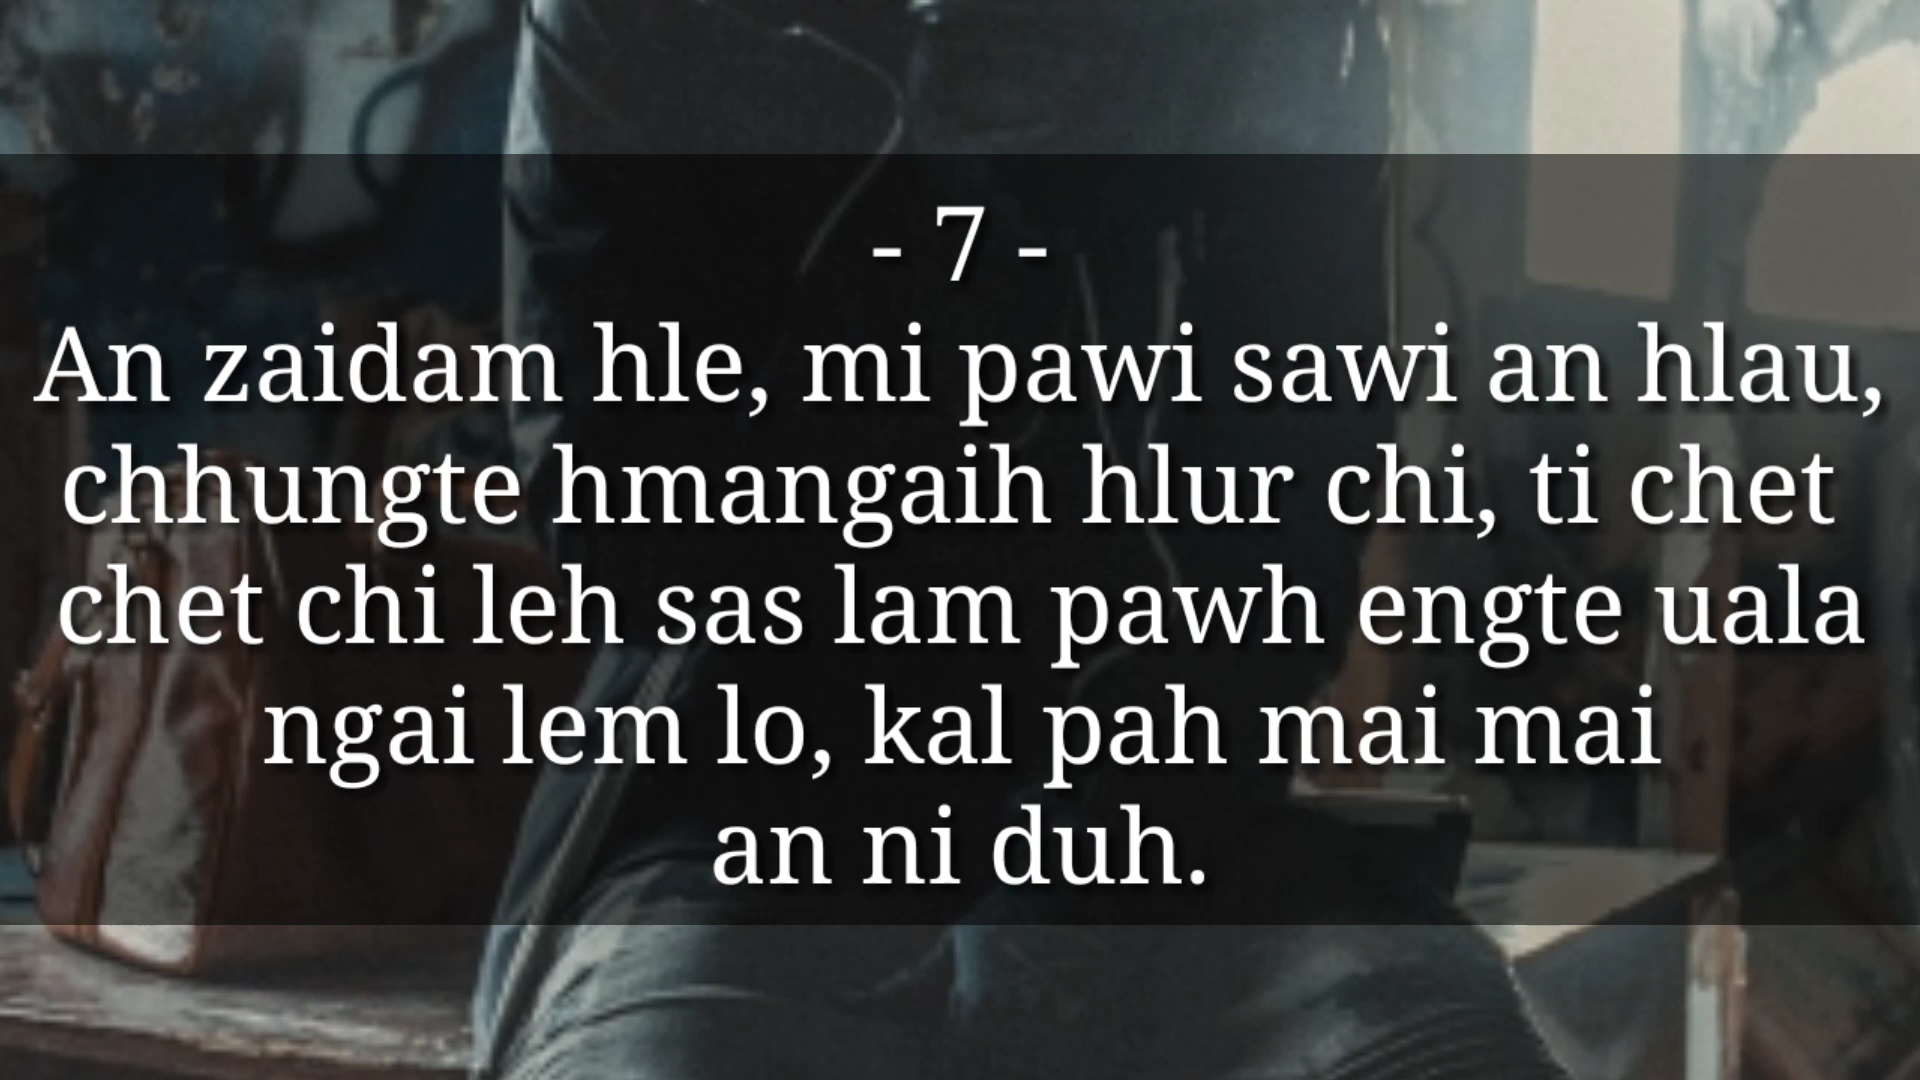 - 7 -
An zaidam hle, mi pawi sawi an hlau,
chhungte hmangaih hlur chi, ti chet
chet chi leh sas lam pawh engte uala
ngai lem lo, kal pah mai mai
an ni duh.